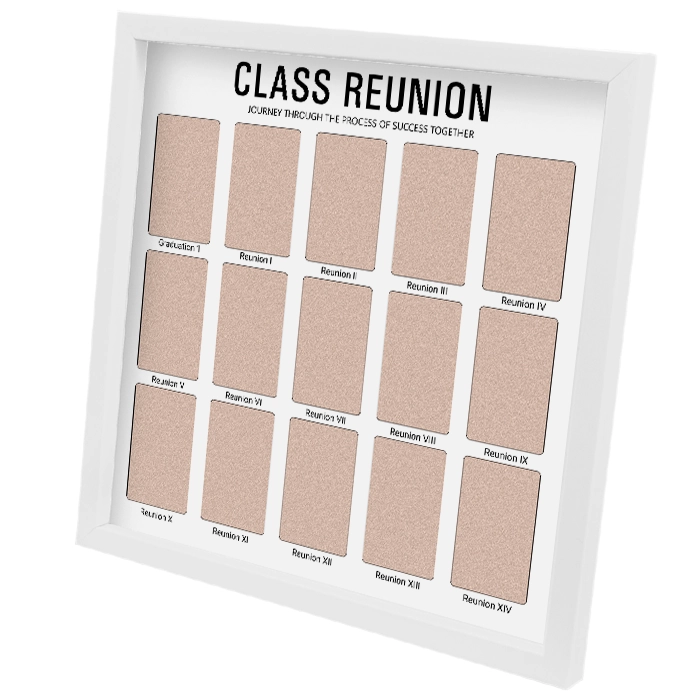 CLASS REUNION
JOURNEY THROUGH THE PROCESS OF SUCCESS TOGETHER
Graduation 1
Reunion I
Reunion II
Reunion III
Reunion IV
Reunion V
Reunion VI
Reunion VII
Reunion VIII
Reunion IX
Reunion X
Reunion XI
Reunion XII
Reunion XIII
Reunion XIV